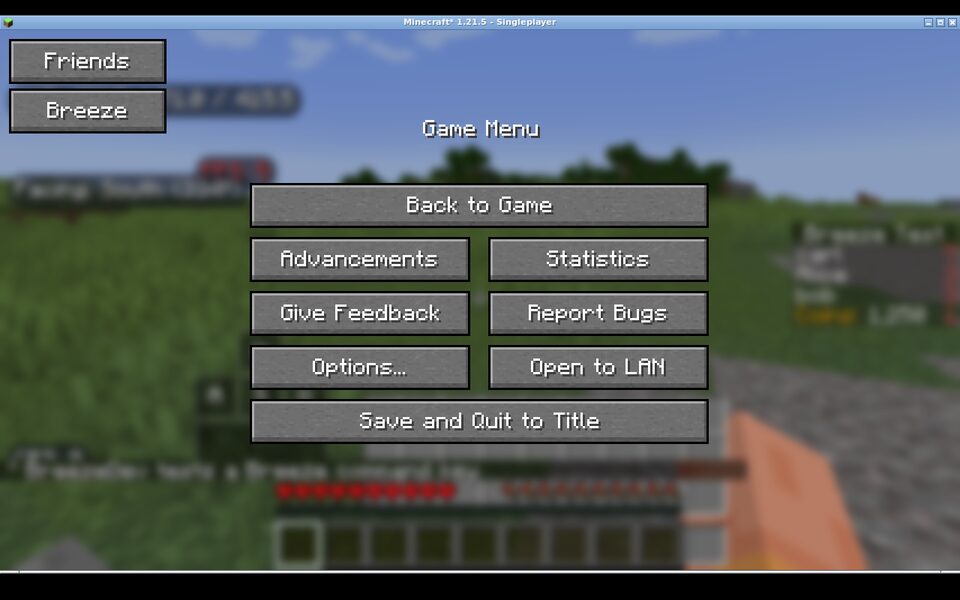 Minecraft* 1.21.5 - Singleplayer
Friends
Breeze
Game Menu
Back to Game
Advancements
Statistics
Give Feedback
Report Bugs
Options...
Open to LAN
Save and Quit to Title